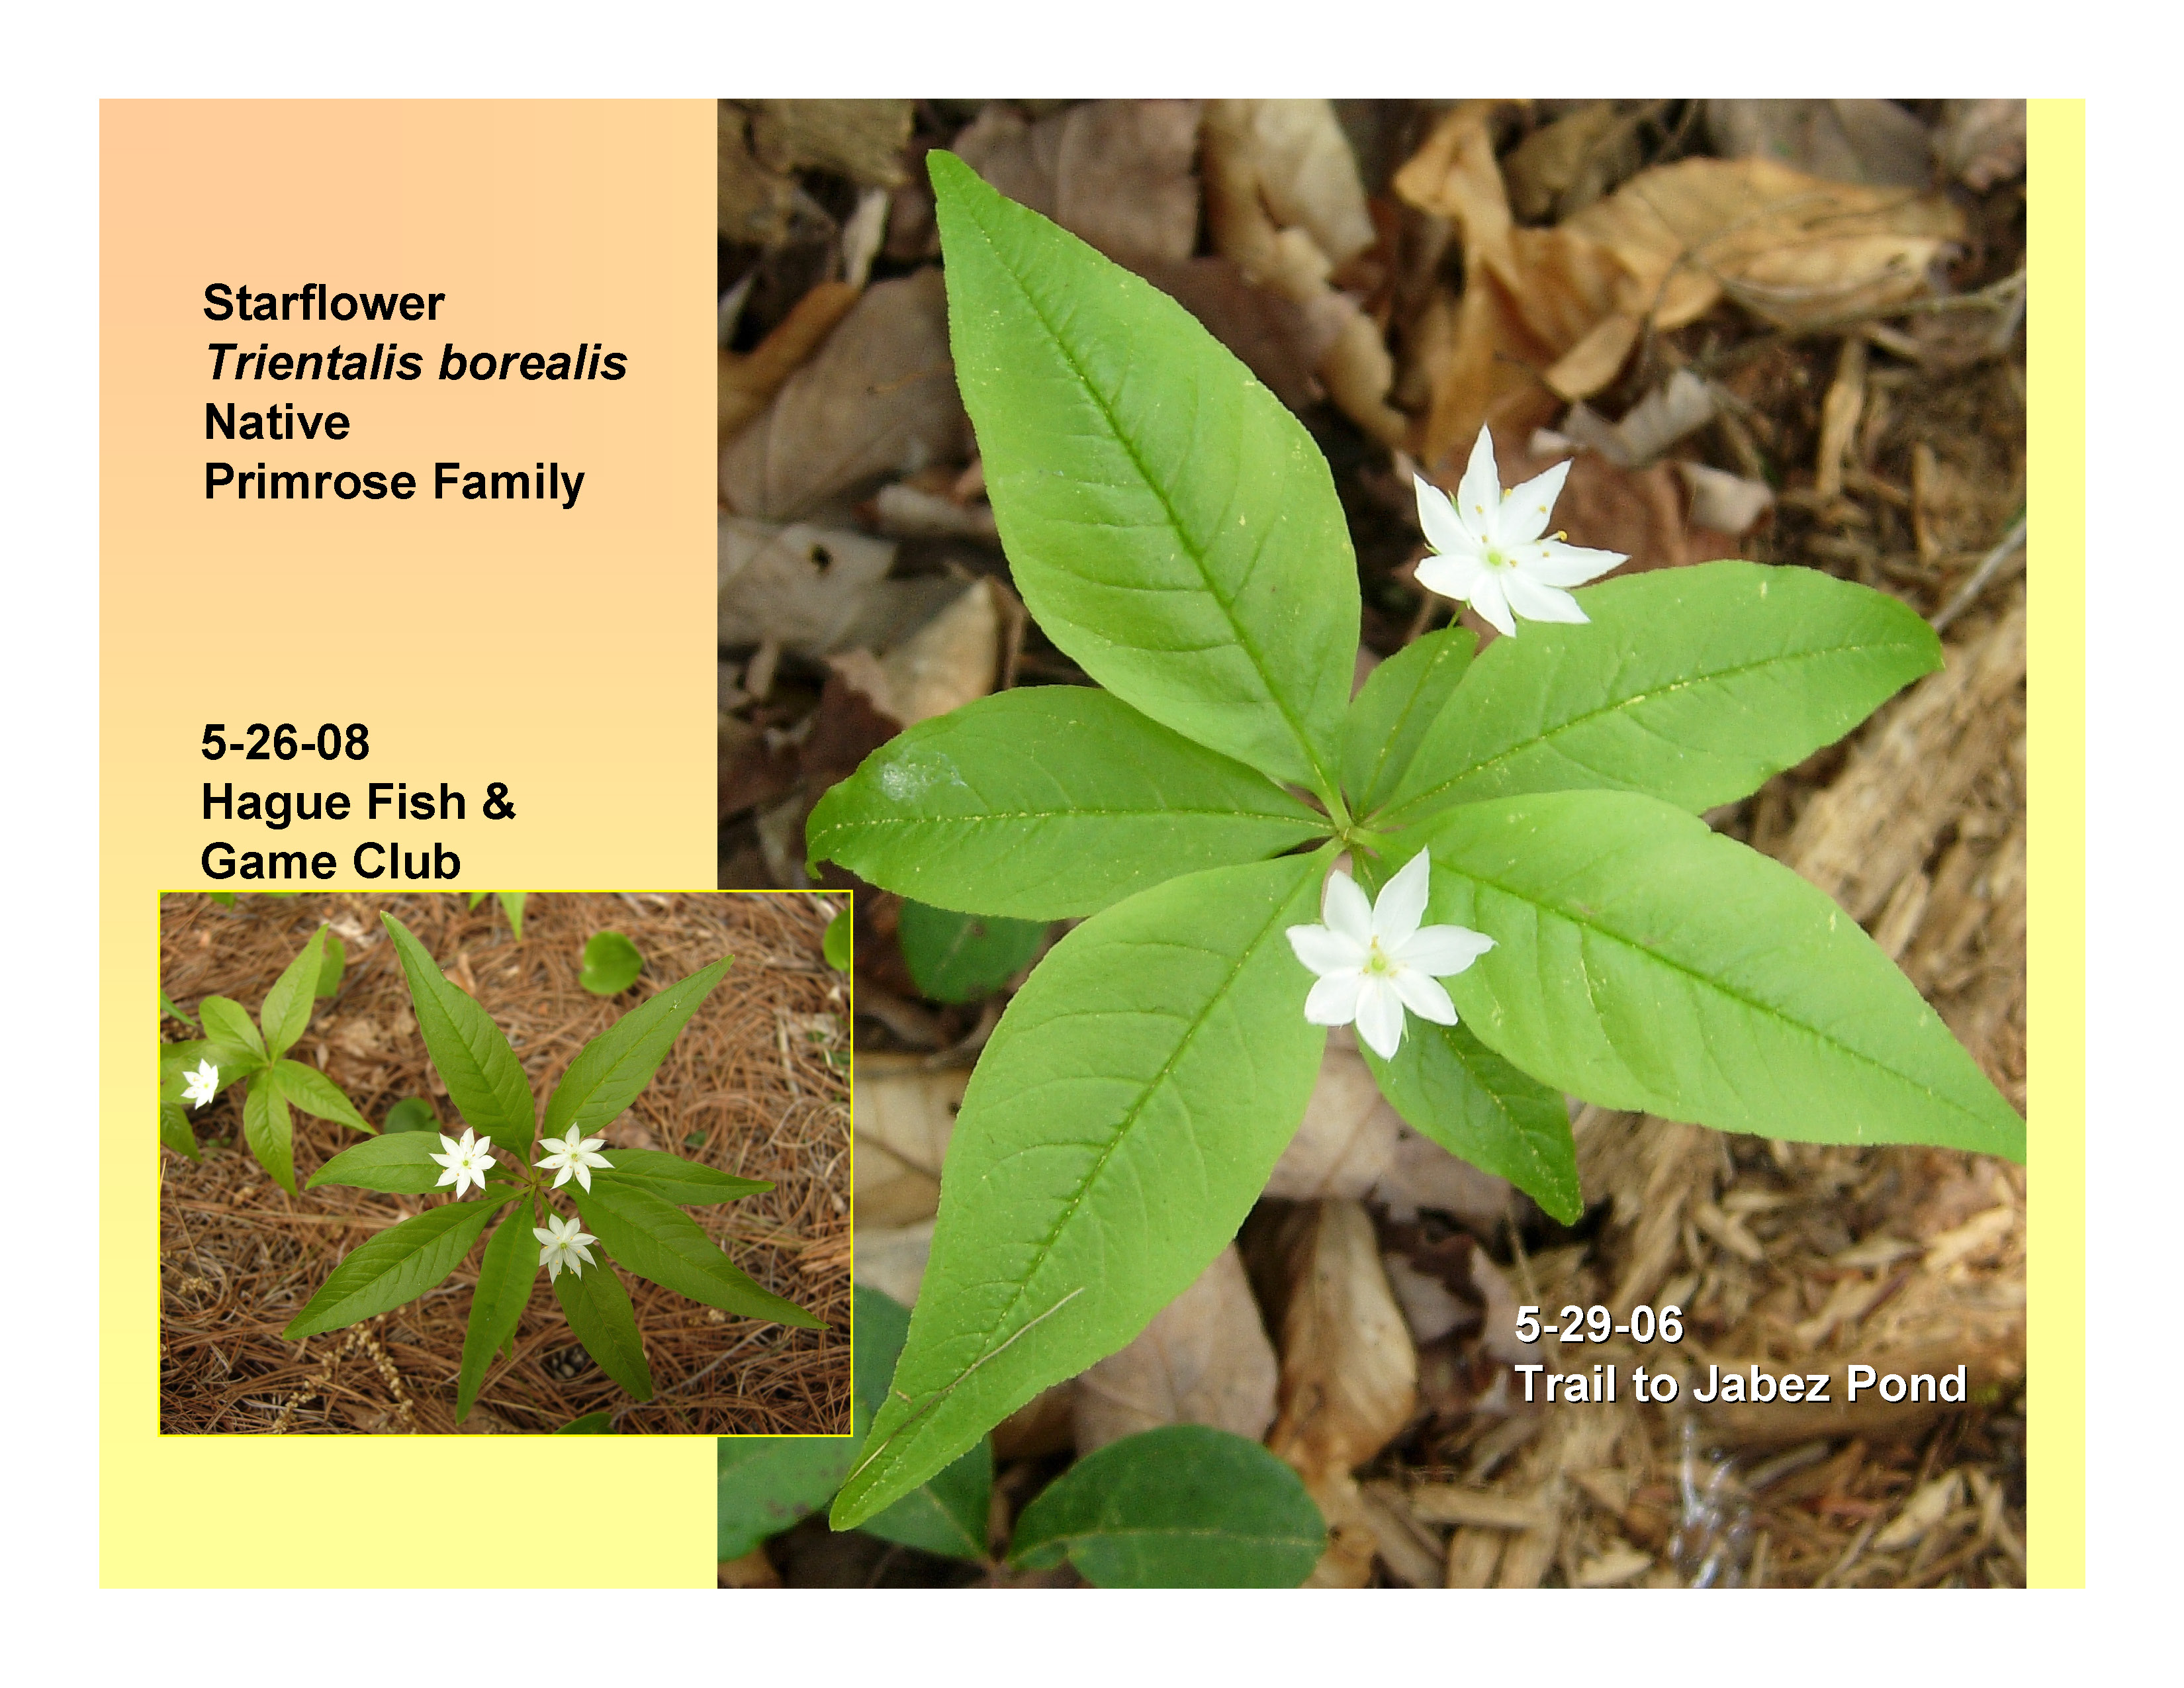 Starflower
Trientalis borealis
Native
Primrose Family
5-26-08
Hague Fish &
Game Club
5-29-06
Trail to Jabez Pond